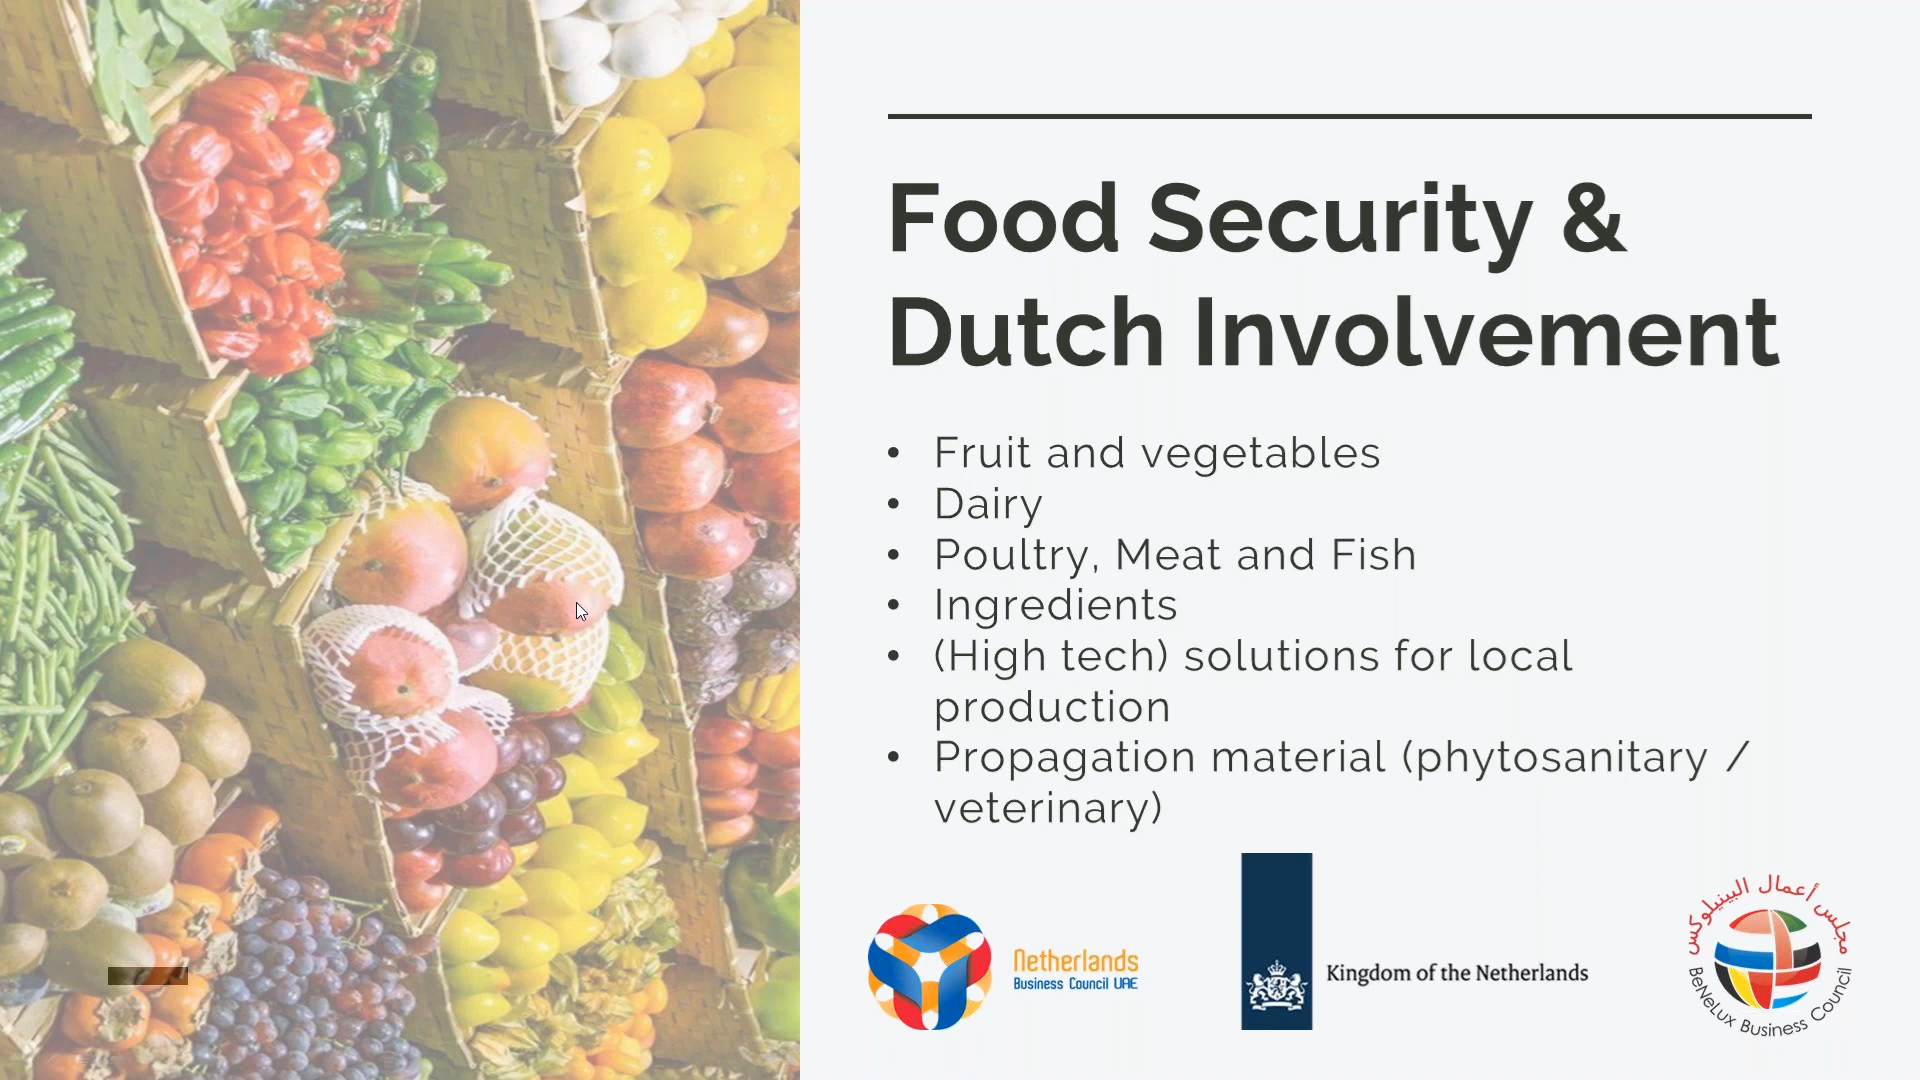 Food Security &
Dutch Involvement
• Fruit and vegetables
• Dairy
• Poultry, Meat and Fish
• Ingredients
• (High tech) solutions for local
production
• Propagation material (phytosanitary /
veterinary)
Netherlands
Business Council UAE
Kingdom of the Netherlands
مجلس أعمال البينيلوكس
BeNeLux Business Council